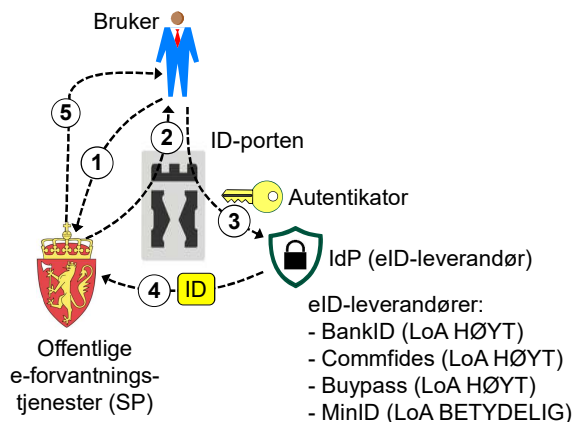 Bruker
5
2
1
ID-porten
Autentikator
3
IdP (eID-leverandør)
4
ID
eID-leverandører:
- BankID (LoA HØYT)
- Commfides (LoA HØYT)
- Buypass (LoA HØYT)
- MinID (LoA BETYDELIG)
Offentlige
e-forvantnings-
tjenester (SP)